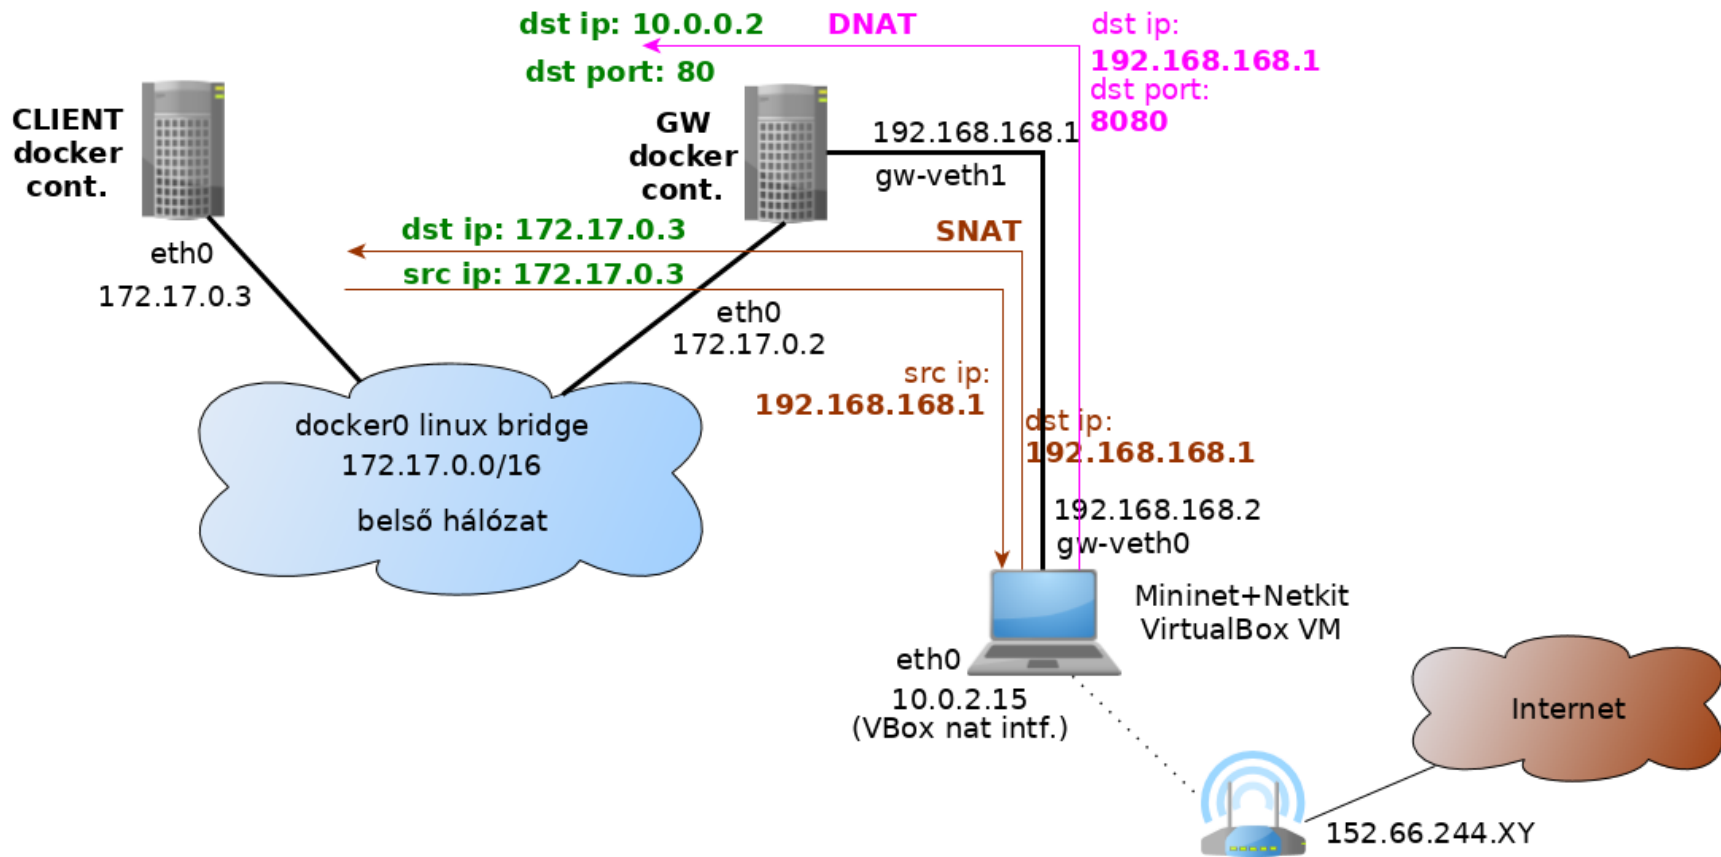 dst ip: 10.0.0.2
DNAT
dst ip:
192.168.168.1
dst port: 80
dst port:
8080
CLIENT
docker
cont.
GW
docker
cont.
192.168.168.1
gw-veth1
dst ip: 172.17.0.3
SNAT
src ip: 172.17.0.3
eth0
172.17.0.3
eth0
172.17.0.2
src ip:
192.168.168.1
dst ip:
192.168.168.1
docker0 linux bridge
172.17.0.0/16
belső hálózat
192.168.168.2
gw-veth0
Mininet+Netkit
VirtualBox VM
eth0
10.0.2.15
(VBox nat intf.)
Internet
152.66.244.XY